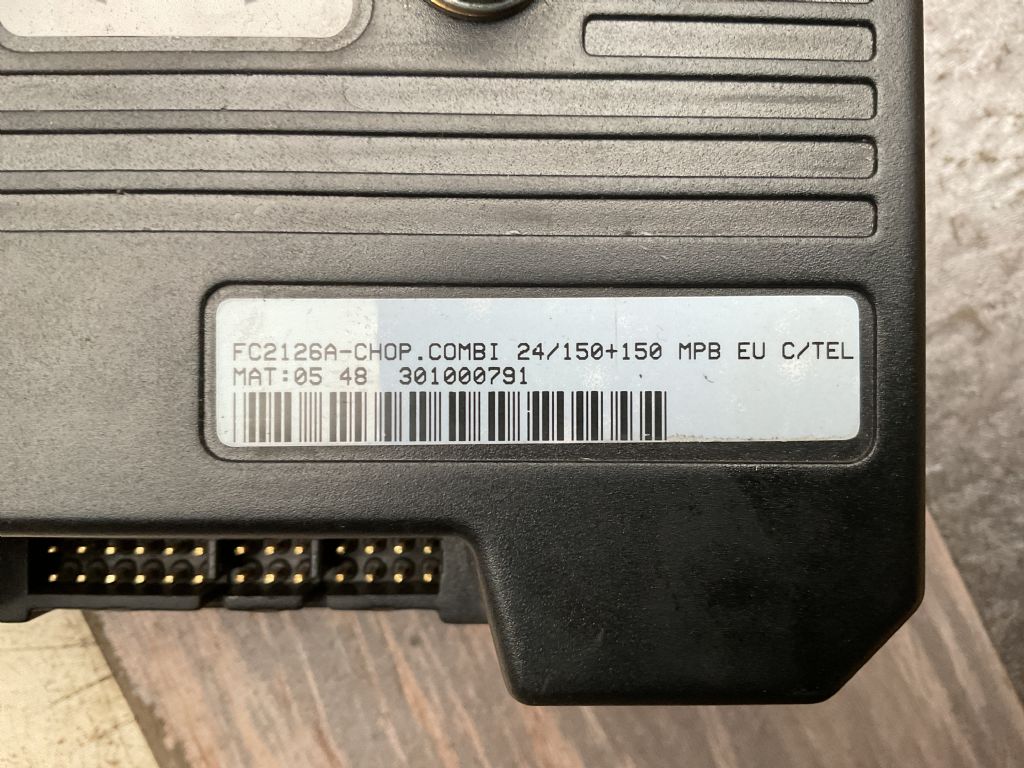 FC2126A-CHOP.COMBI 24/150+150 MPB EU C/TEL
MAT:05 48 301000791